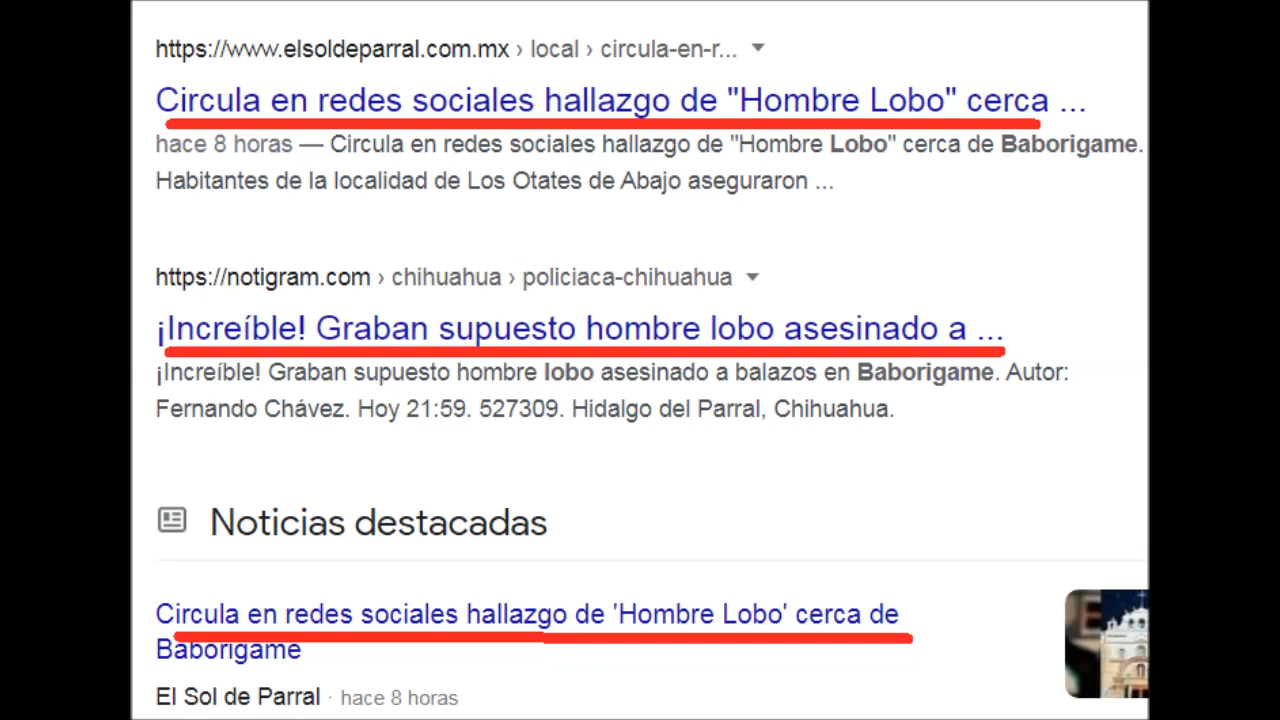 https://www.elsoldeparral.com.mx › local › circula-en-r...
Circula en redes sociales hallazgo de "Hombre Lobo" cerca ...
hace 8 horas — Circula en redes sociales hallazgo de "Hombre Lobo" cerca de Baborigame.
Habitantes de la localidad de Los Otates de Abajo aseguraron ...
https://notigram.com › chihuahua › policiaca-chihuahua
¡Increíble! Graban supuesto hombre lobo asesinado a ...
¡Increíble! Graban supuesto hombre lobo asesinado a balazos en Baborigame. Autor:
Fernando Chávez. Hoy 21:59. 527309. Hidalgo del Parral, Chihuahua.
Noticias destacadas
Circula en redes sociales hallazgo de 'Hombre Lobo' cerca de
Baborigame
El Sol de Parral · hace 8 horas